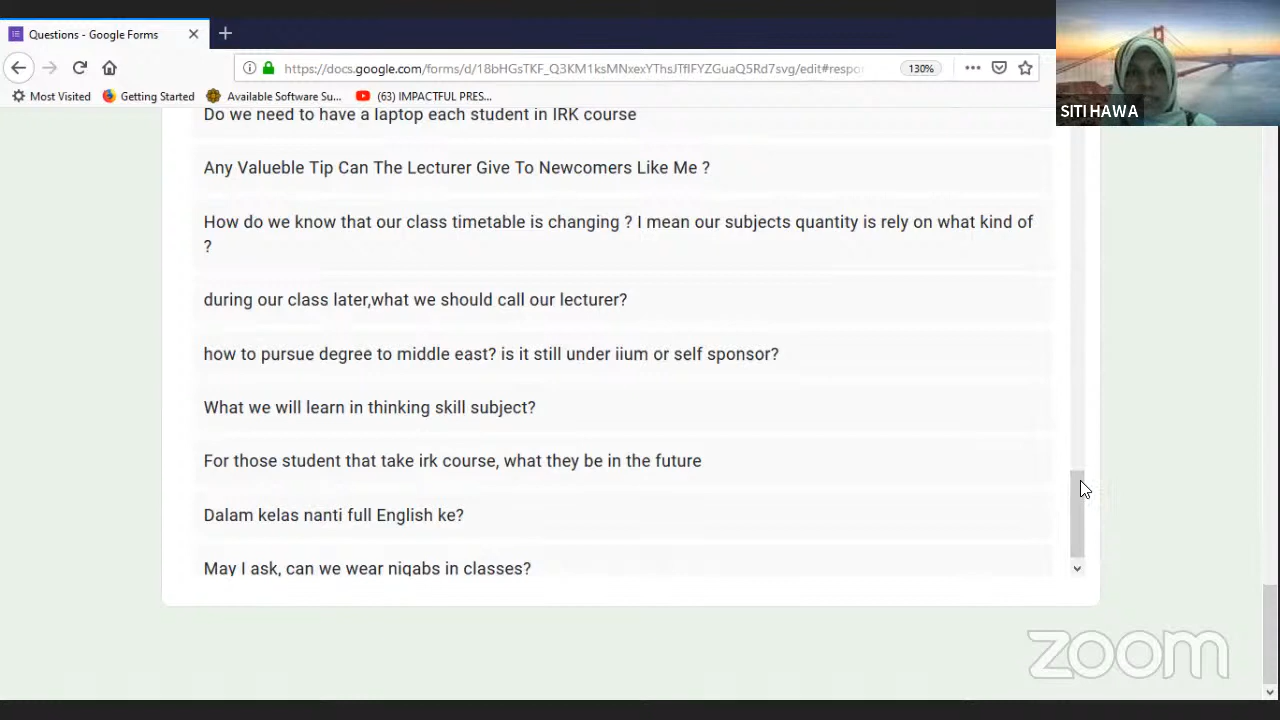 Questions - Google Forms
https://docs.google.com/forms/d/18bHGsTKF_Q3KM1ksMNxexYThsJTflFYZGuaQ5Rd7svg/edit#respo
130%
Most Visited
Getting Started
Available Software Su...
(63) IMPACTFUL PRES...
SITI HAWA
Do we need to have a laptop each student in IRK course
Any Valueble Tip Can The Lecturer Give To Newcomers Like Me ?
How do we know that our class timetable is changing ? I mean our subjects quantity is rely on what kind of
?
during our class later,what we should call our lecturer?
how to pursue degree to middle east? is it still under iium or self sponsor?
What we will learn in thinking skill subject?
For those student that take irk course, what they be in the future
Dalam kelas nanti full English ke?
May I ask, can we wear niqabs in classes?
zoom